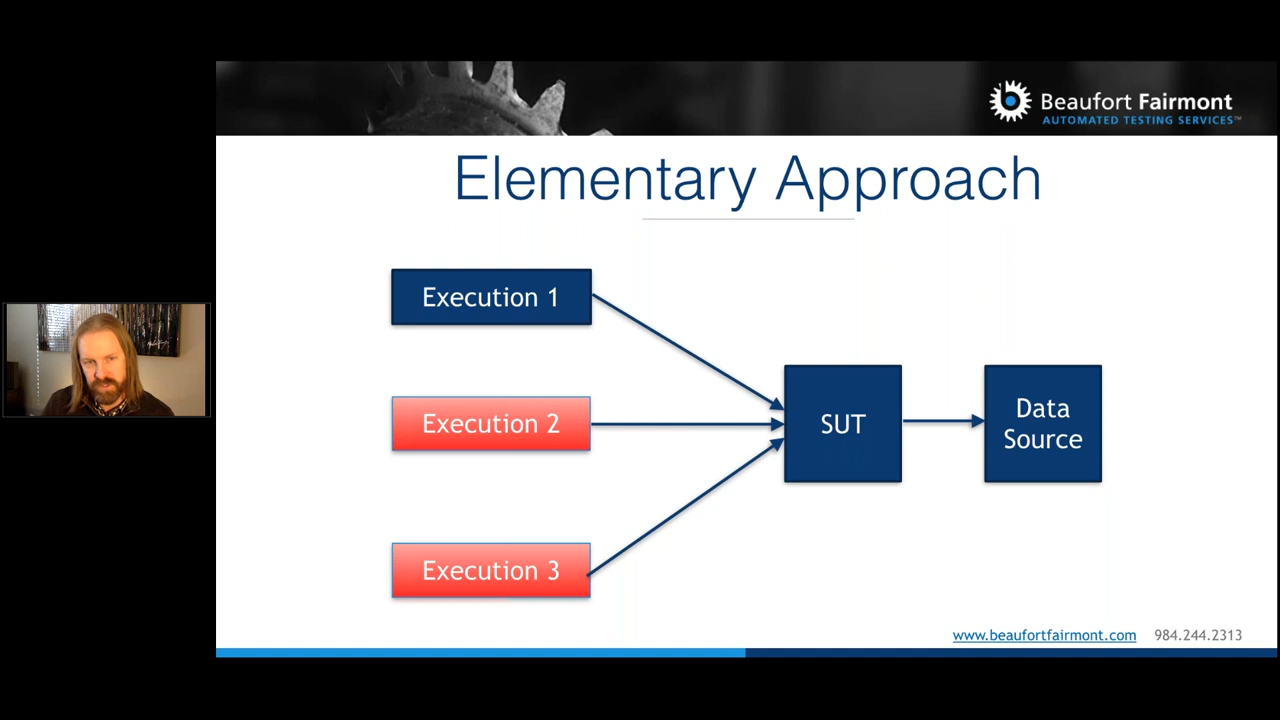 Beaufort Fairmont
AUTOMATED TESTING SERVICES™
Elementary Approach
Execution 1
Execution 2
SUT
Data
Source
Execution 3
www.beaufortfairmont.com 984.244.2313